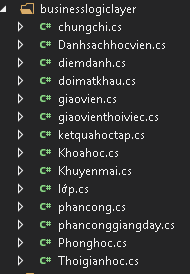 businesslogiclayer
C# chungchi.cs
C# Danhsachhocvien.cs
C# diemdanh.cs
C# doimatkhau.cs
C# giaovien.cs
C# giaovienthoiviec.cs
C# ketquahoctap.cs
C# Khoahoc.cs
C# Khuyenmai.cs
C# lớp.cs
C# phancong.cs
C# phanconggiangday.cs
C# Phonghoc.cs
C# Thoigianhoc.cs